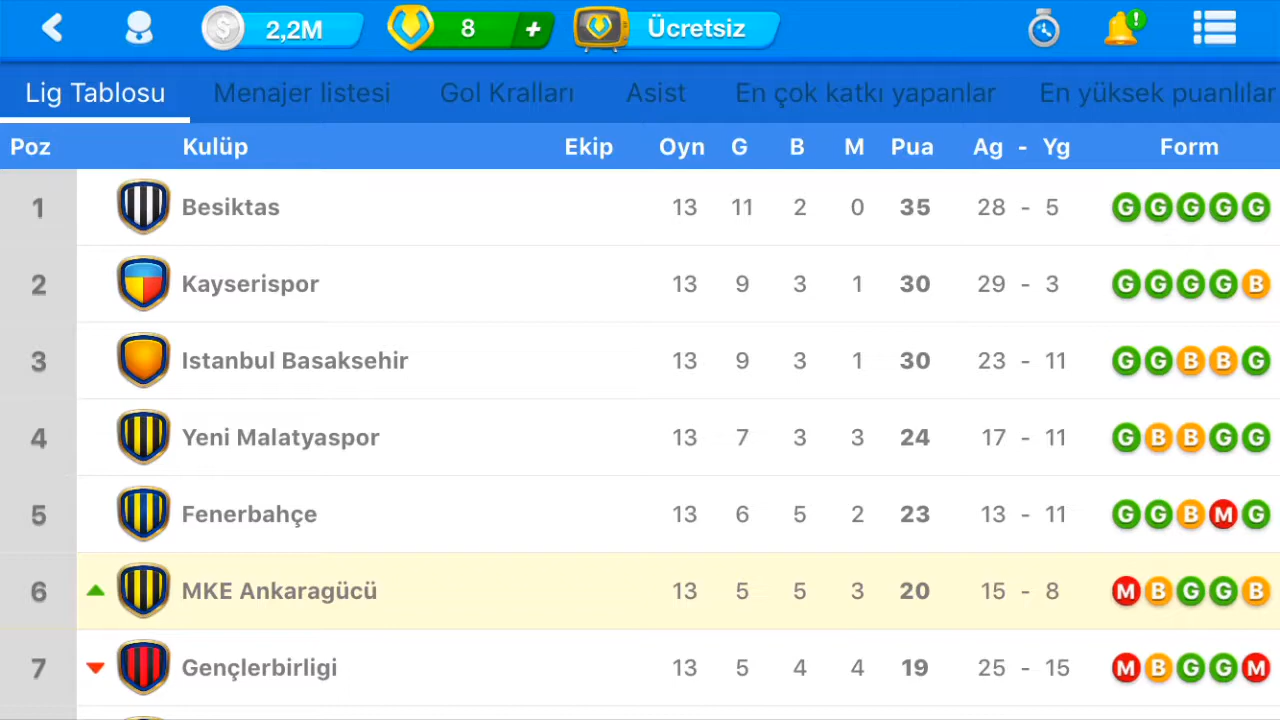 2,2M 8 + Ücretsiz !
Lig Tablosu Menajer listesi Gol Kralları Asist En çok katkı yapanlar En yüksek puanlılar
Poz Kulüp Ekip Oyn G B M Pua Ag - Yg Form
1 Besiktas 13 11 2 0 35 28 - 5 G G G G G
2 Kayserispor 13 9 3 1 30 29 - 3 G G G G B
3 Istanbul Basaksehir 13 9 3 1 30 23 - 11 G G B B G
4 Yeni Malatyaspor 13 7 3 3 24 17 - 11 G B B G G
5 Fenerbahçe 13 6 5 2 23 13 - 11 G G B M G
6 MKE Ankaragücü 13 5 5 3 20 15 - 8 M B G G B
7 Gençlerbirligi 13 5 4 4 19 25 - 15 M B G G M